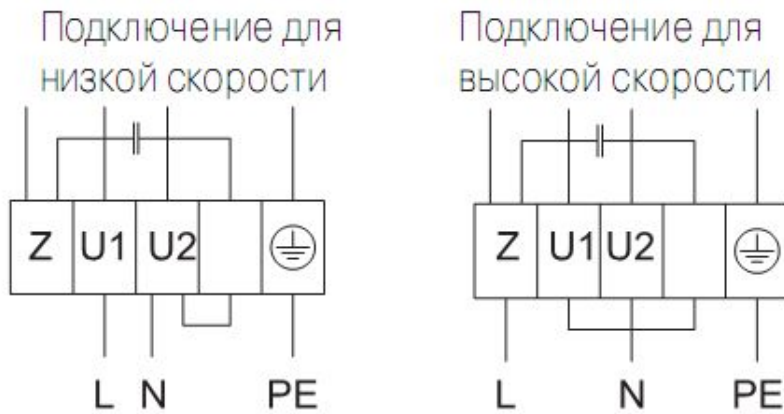 Подключение для
низкой скорости
Z U1 U2
L N PE
Подключение для
высокой скорости
Z U1 U2
L N PE